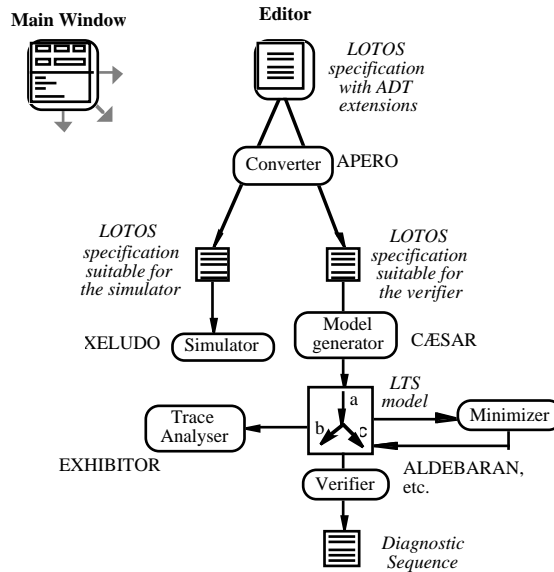 Main Window
Editor
LOTOS
specification
with ADT
extensions
Converter
APERO
LOTOS
specification
suitable for
the simulator
LOTOS
specification
suitable for
the verifier
XELUDO
Simulator
Model
generator
CÆSAR
a
b
c
LTS
model
Trace
Analyser
Minimizer
EXHIBITOR
ALDEBARAN,
etc.
Verifier
Diagnostic
Sequence